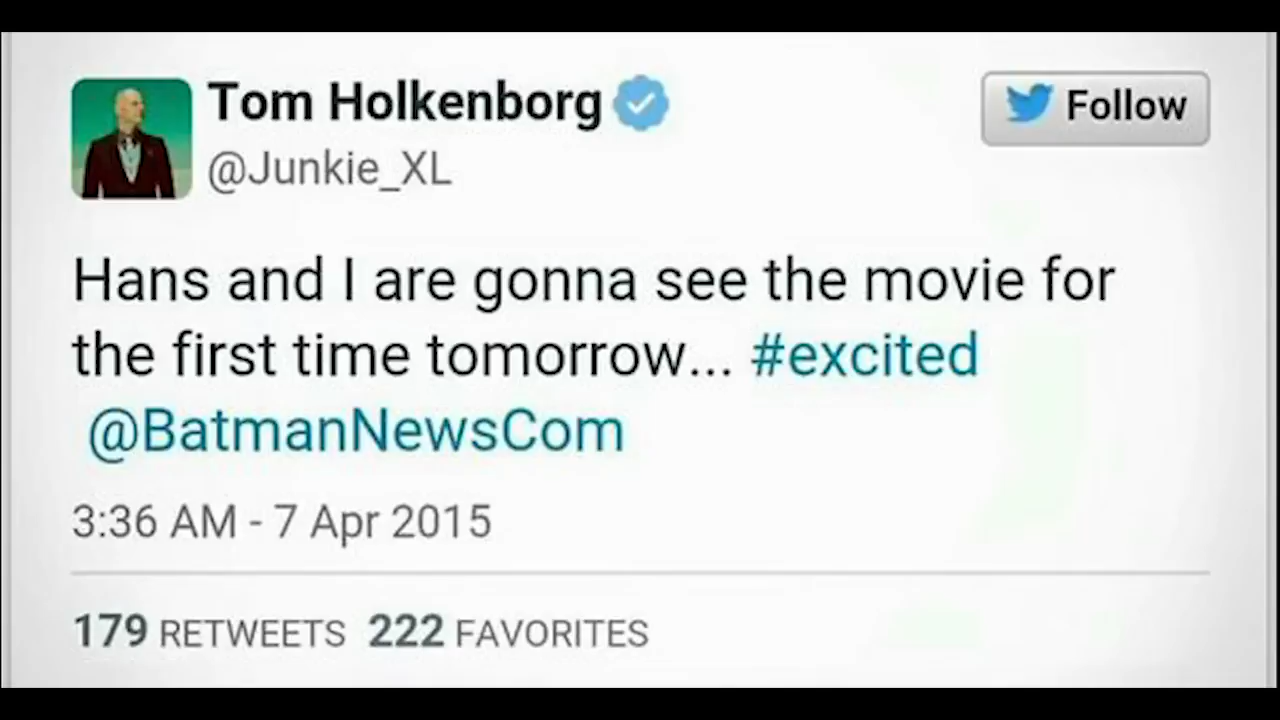 Tom Holkenborg
Follow
@Junkie_XL
Hans and I are gonna see the movie for
the first time tomorrow... #excited
@BatmanNewsCom
3:36 AM - 7 Apr 2015
179 RETWEETS 222 FAVORITES